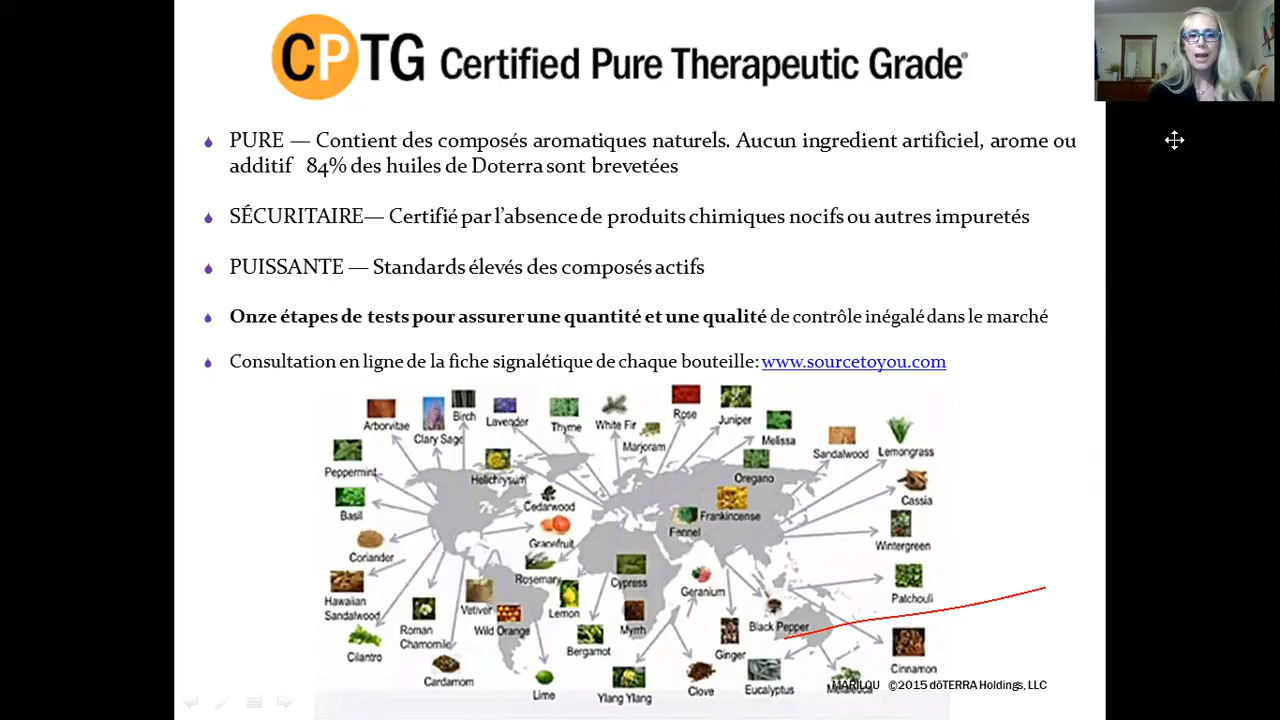 CPTG Certified Pure Therapeutic Grade®
PURE — Contient des composés aromatiques naturels. Aucun ingredient artificiel, arome ou
additif 84% des huiles de Doterra sont brevetées
SÉCURITAIRE— Certifié par l'absence de produits chimiques nocifs ou autres impuretés
PUISSANTE — Standards élevés des composés actifs
Onze étapes de tests pour assurer une quantité et une qualité de contrôle inégalé dans le marché
Consultation en ligne de la fiche signalétique de chaque bouteille: www.sourcetoyou.com
Arborvitae
Clary Sage
Birch
Lavender
Thyme
White Fir
Marjoram
Rose
Juniper
Melissa
Sandalwood
Lemongrass
Peppermint
Helichrysum
Oregano
Cassia
Basil
Cedarwood
Frankincense
Fennel
Grapefruit
Wintergreen
Coriander
Rosemary
Cypress
Geranium
Patchouli
Hawaiian
Sandalwood
Vetiver
Lemon
Roman
Chamomile
Wild Orange
Myrrh
Black Pepper
Cilantro
Bergamot
Ginger
Cinnamon
Cardamom
Lime
Ylang Ylang
Clove
Eucalyptus
Melaleuca
MARILOU ©2015 dōTERRA Holdings, LLC